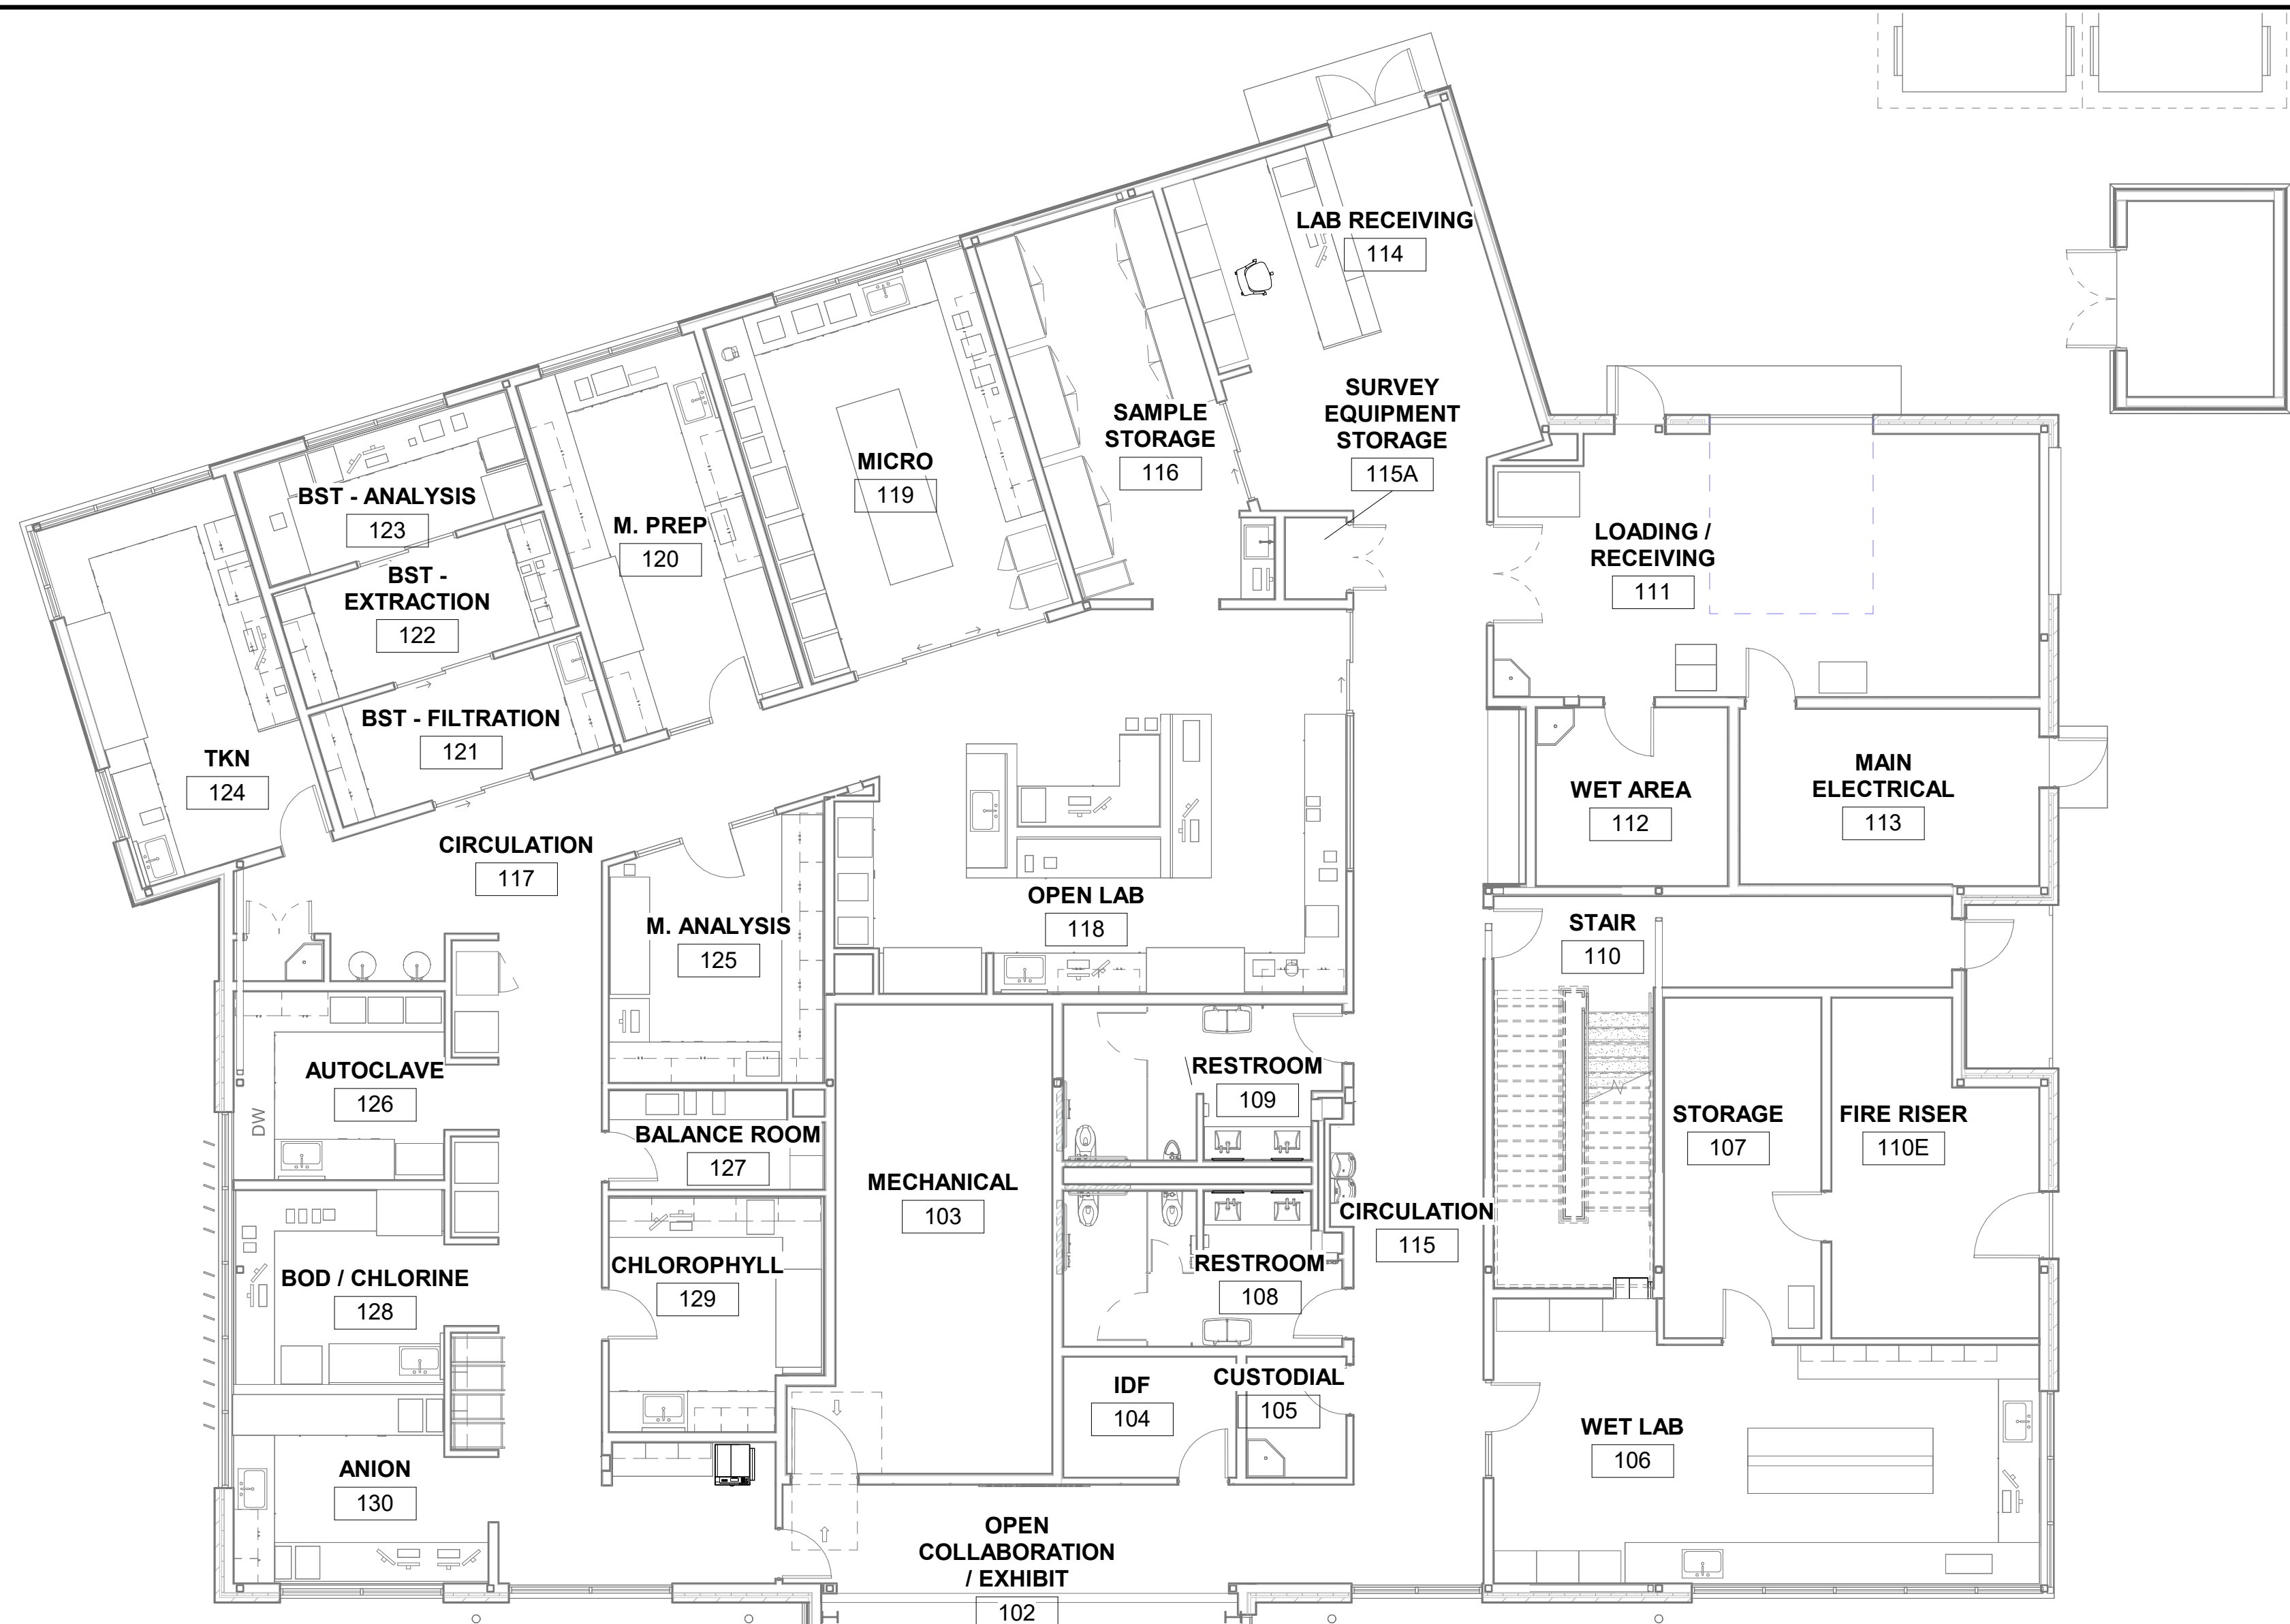 LAB RECEIVING
114
SURVEY
EQUIPMENT
STORAGE
115A
SAMPLE
STORAGE
116
MICRO
119
BST - ANALYSIS
123
M. PREP
120
LOADING /
RECEIVING
111
BST -
EXTRACTION
122
BST - FILTRATION
121
TKN
124
WET AREA
112
MAIN
ELECTRICAL
113
CIRCULATION
117
OPEN LAB
118
M. ANALYSIS
125
STAIR
110
AUTOCLAVE
126
DW
RESTROOM
109
STORAGE
107
FIRE RISER
110E
BALANCE ROOM
127
MECHANICAL
103
CIRCULATION
115
CHLOROPHYLL
129
RESTROOM
108
BOD / CHLORINE
128
IDF
104
CUSTODIAL
105
WET LAB
106
ANION
130
OPEN
COLLABORATION
/ EXHIBIT
102